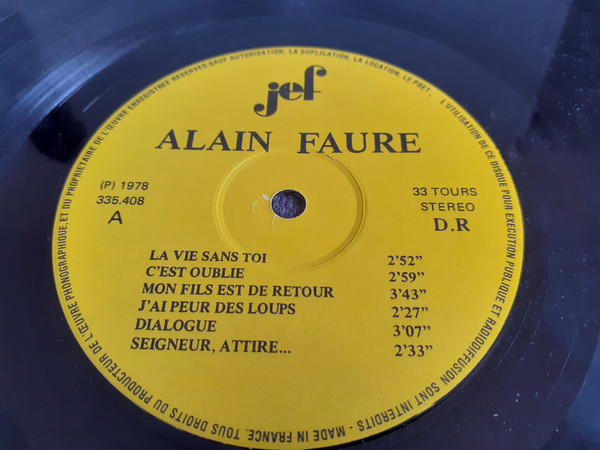 jef
ALAIN FAURE
(P) 1978
335.408
A
33 TOURS
STEREO
D.R
LA VIE SANS TOI 2'52"
C'EST OUBLIE 2'59"
MON FILS EST DE RETOUR 3'43"
J'AI PEUR DES LOUPS 2'27"
DIALOGUE 3'07"
SEIGNEUR, ATTIRE... 2'33"
TOUS DROITS DU PRODUCTEUR DE L'ŒUVRE PHONOGRAPHIQUE, ET DU PROPRIETAIRE DE L'ŒUVRE ENREGISTREE RESERVES. SAUF AUTORISATION, LA DUPLICATION, LA LOCATION, LE PRET, L'UTILISATION DE CE DISQUE POUR EXECUTION PUBLIQUE ET RADIODIFFUSION SONT INTERDITS - MADE IN FRANCE.